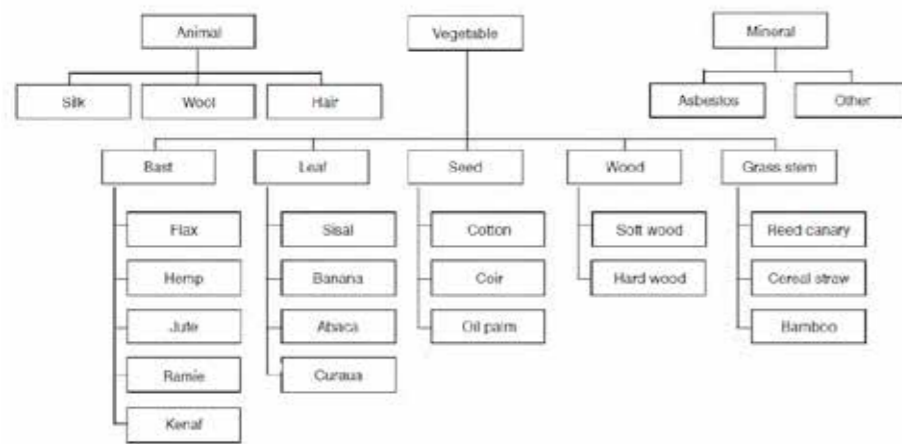 Animal
Vegetable
Mineral
Silk
Wool
Hair
Asbestos
Other
Bast
Leaf
Seed
Wood
Grass stem
Flax
Sisal
Cotton
Soft wood
Reed canary
Hemp
Banana
Coir
Hard wood
Cereal straw
Jute
Abaca
Oil palm
Bamboo
Ramie
Curaua
Kenaf